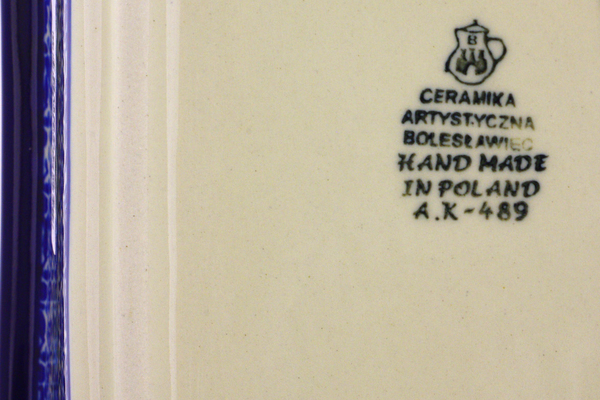 B
CERAMIKA
ARTYSTYCZNA
BOLESŁAWIEC
HAND MADE
IN POLAND
A.K-489